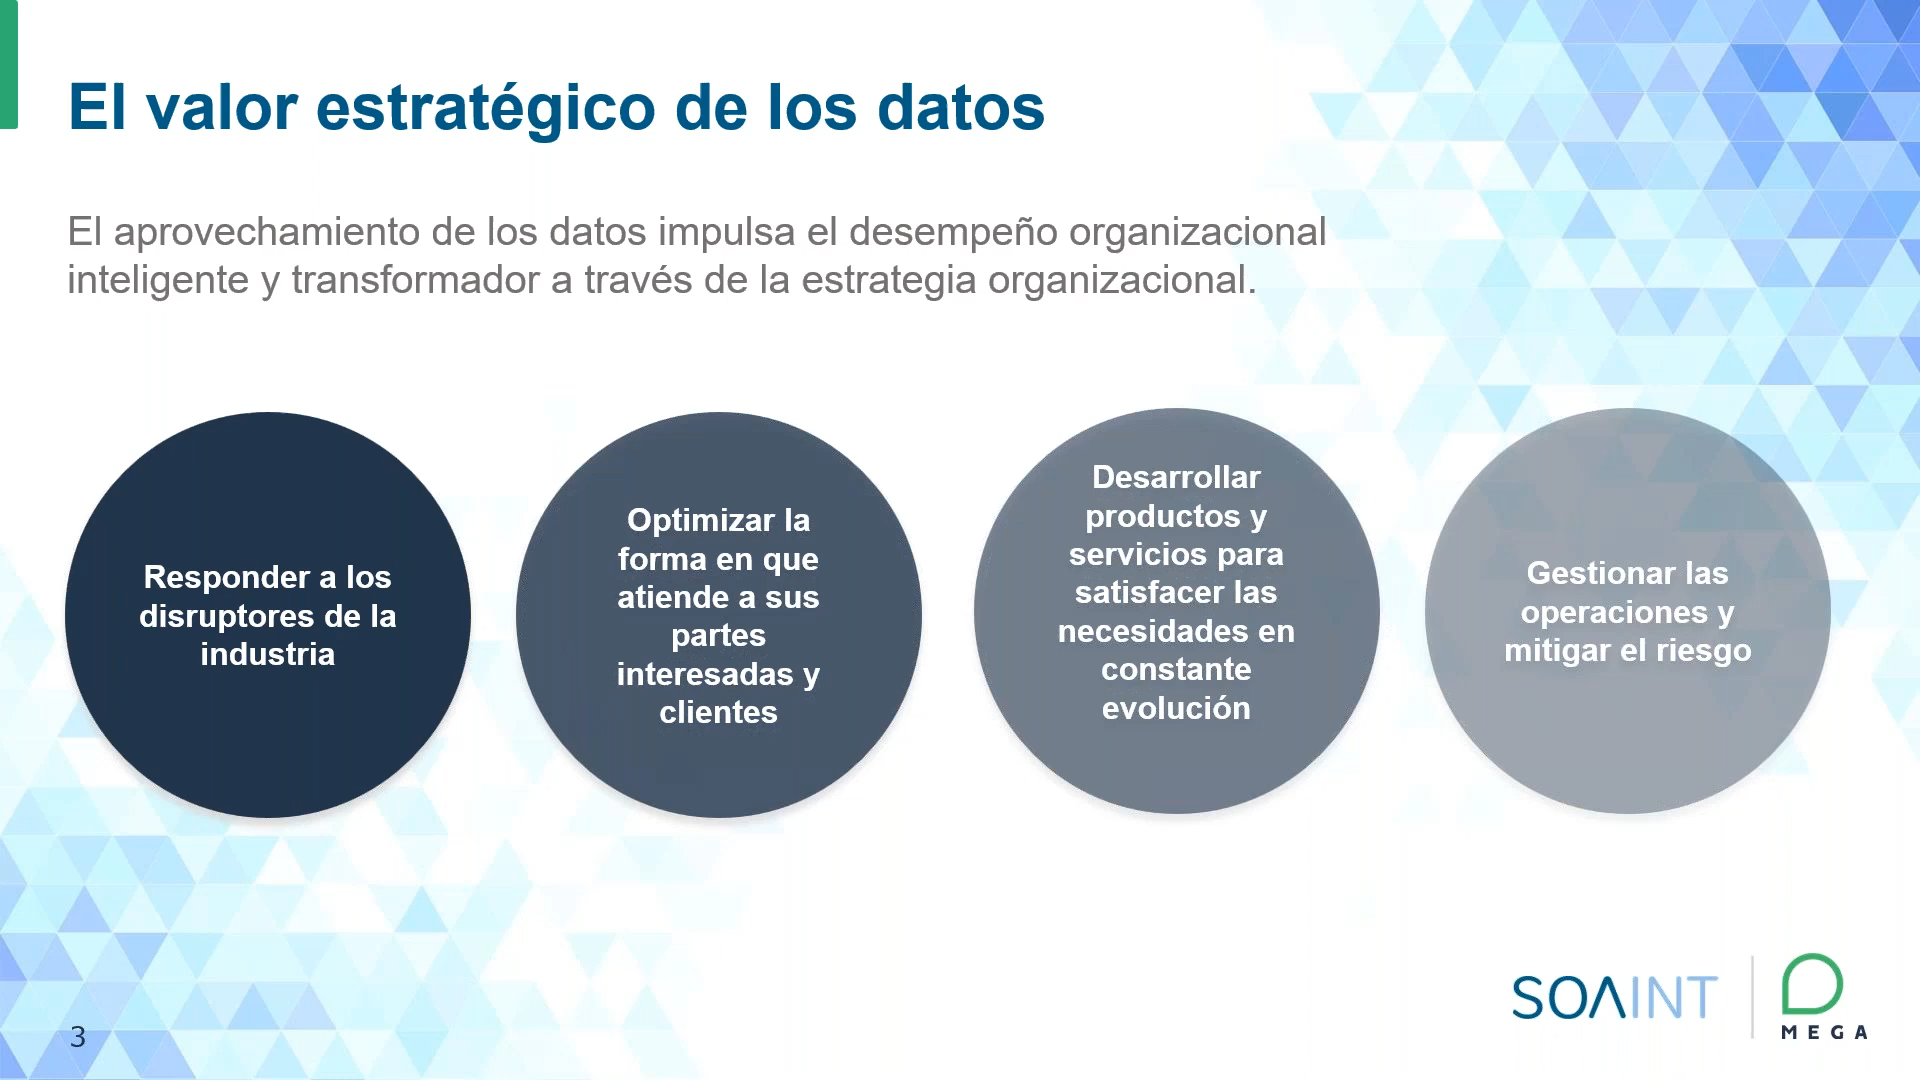 El valor estratégico de los datos
El aprovechamiento de los datos impulsa el desempeño organizacional
inteligente y transformador a través de la estrategia organizacional.
Responder a los
disruptores de la
industria
Optimizar la
forma en que
atiende a sus
partes
interesadas y
clientes
Desarrollar
productos y
servicios para
satisfacer las
necesidades en
constante
evolución
Gestionar las
operaciones y
mitigar el riesgo
SOAINT
MEGA
3